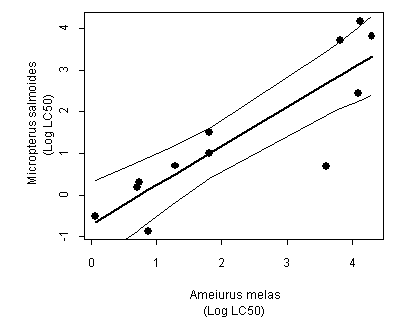 4
3
2
1
0
-1
Micropterus salmoides
(Log LC50)
0 1 2 3 4
Ameiurus melas
(Log LC50)